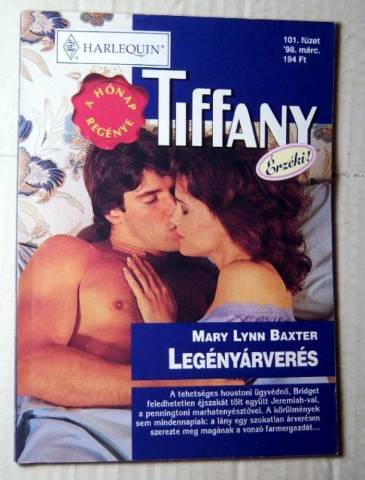 HARLEQUIN®
101. füzet
'98. márc.
194 Ft
A HÓNAP
REGÉNYE
TIFFANY
Érzéki!
MARY LYNN BAXTER
LEGÉNYÁRVERÉS
A tehetséges houstoni ügyvédnő, Bridget
feledhetetlen éjszakát tölt együtt Jeremiah-val,
a penningtoni marhatenyésztővel. A körülmények
sem mindennapiak: a lány egy szokatlan árverésen
szerezte meg magának a vonzó farmergazdát...